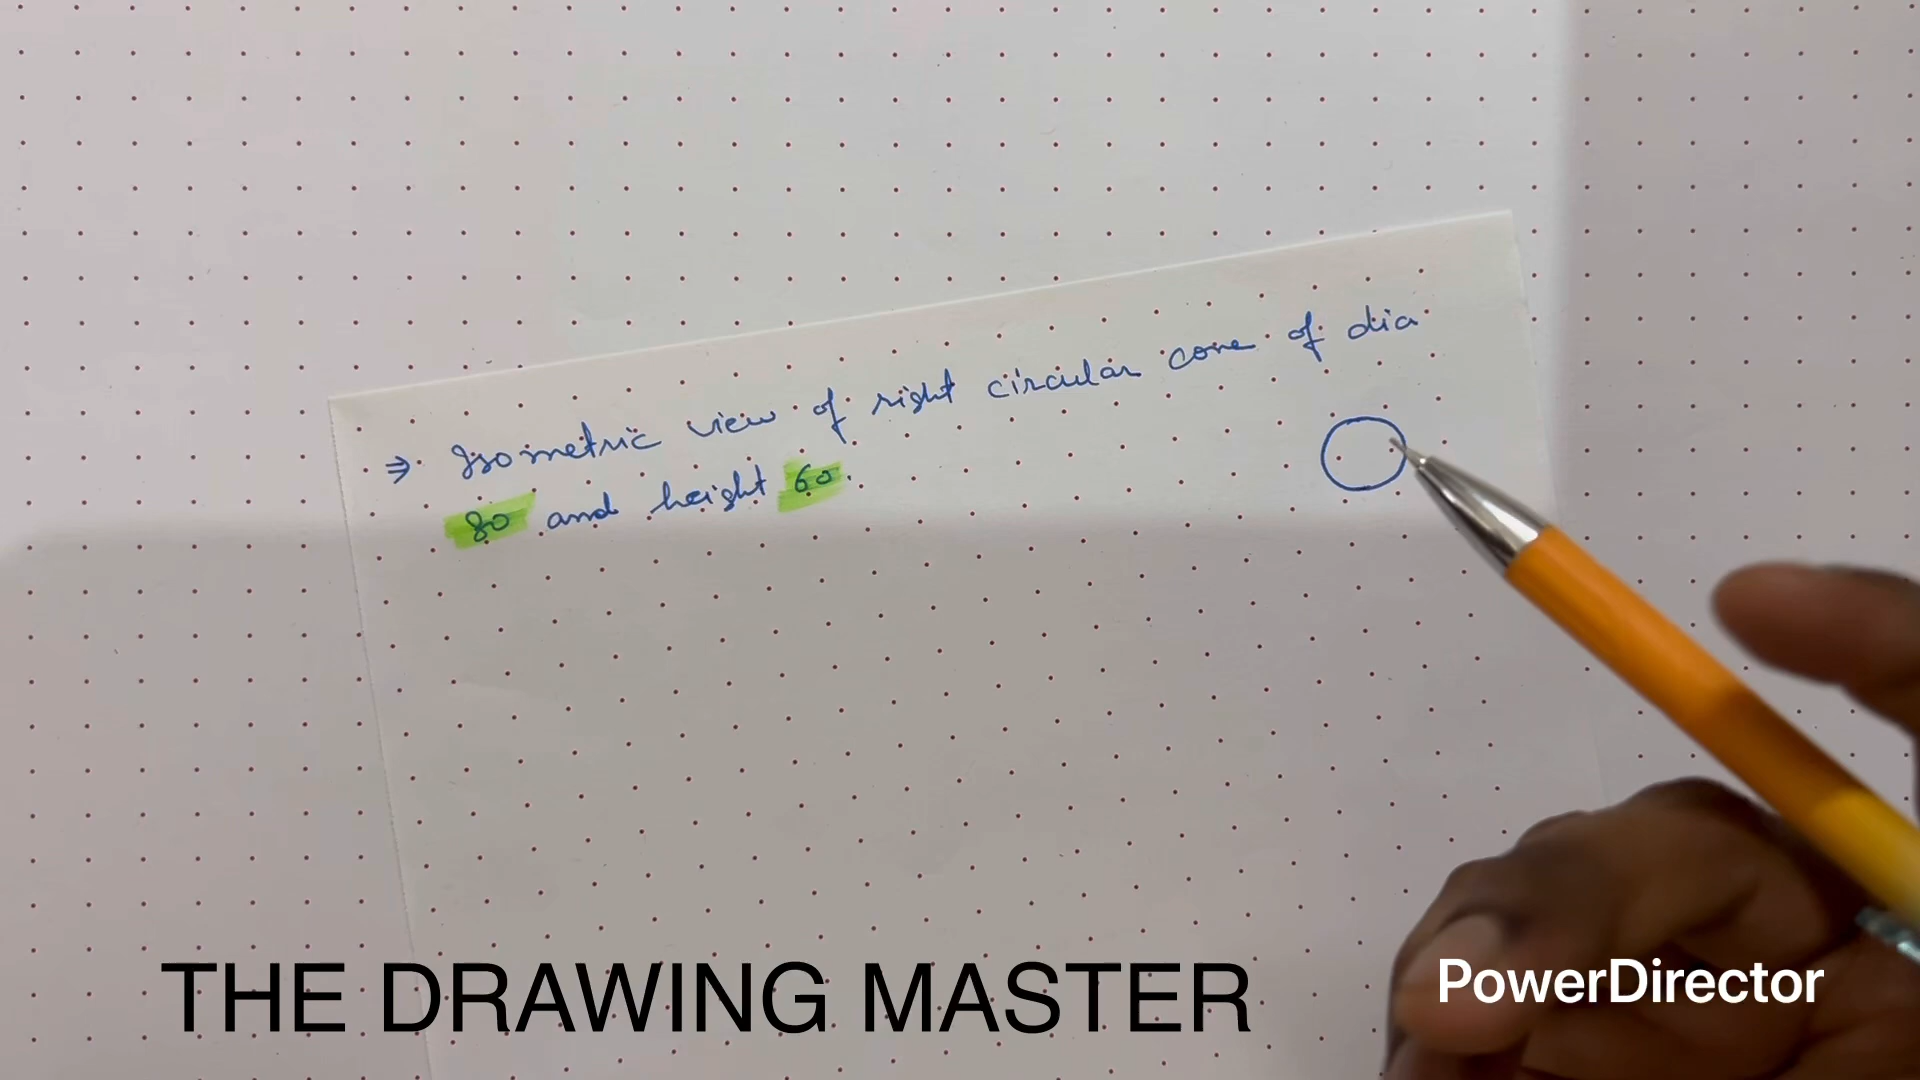 ⇒ Isometric view of right circular cone of dia
80 and height 60.
THE DRAWING MASTER
PowerDirector